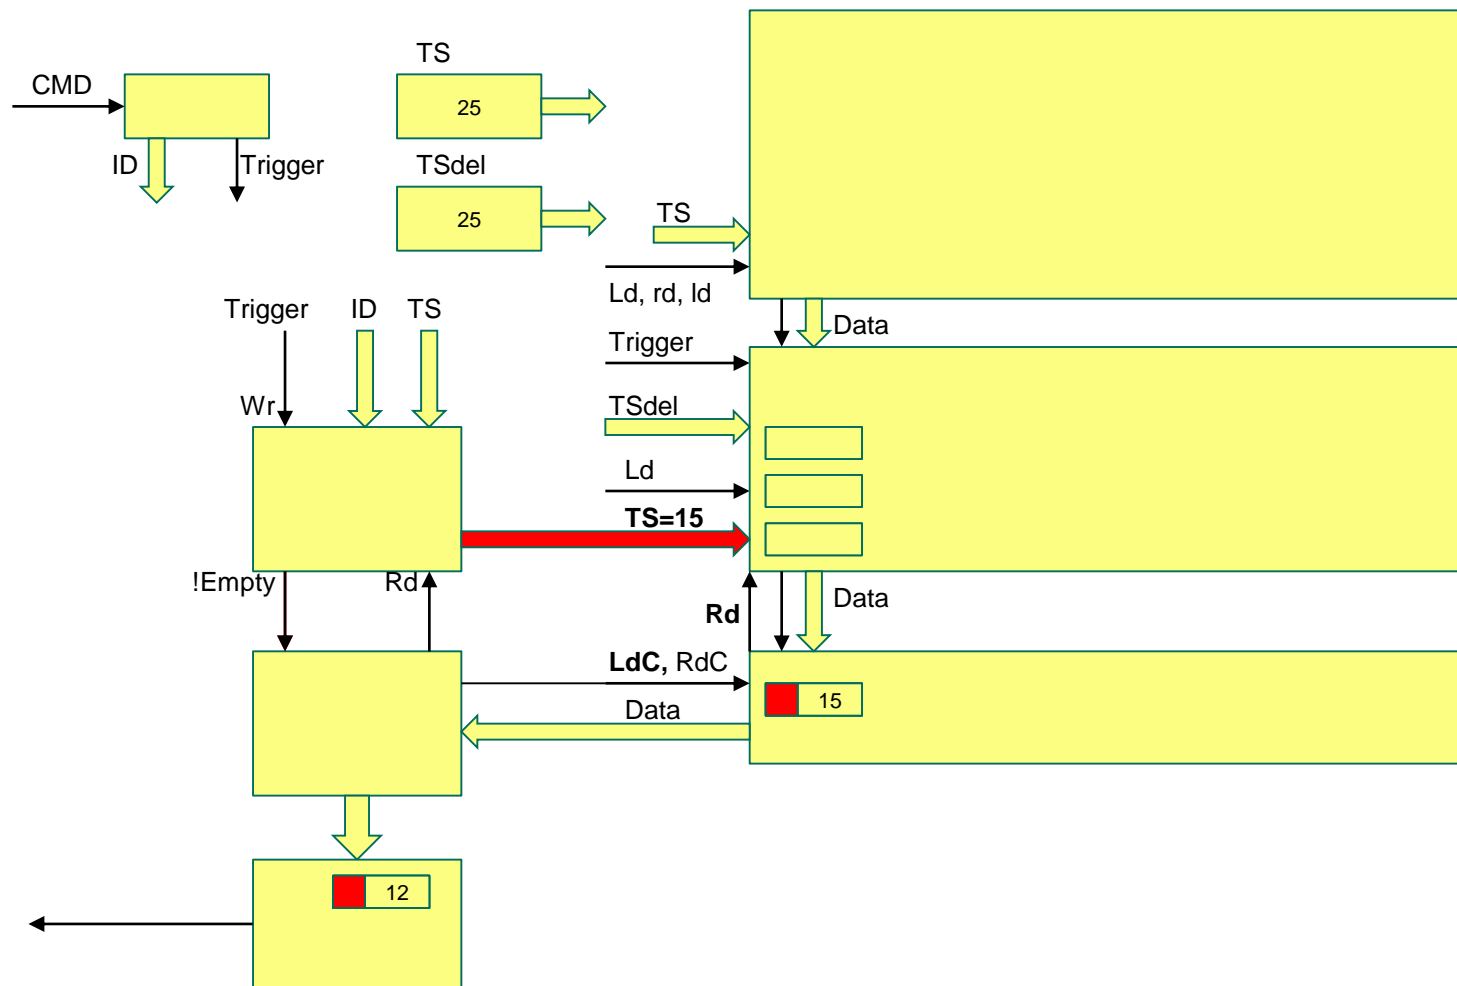 TS
CMD
25
ID
Trigger
TSdel
25
TS
Ld, rd, ld
Trigger
ID
TS
Data
Trigger
Wr
TSdel
Ld
TS=15
!Empty
Rd
Rd
Data
LdC, RdC
15
Data
12